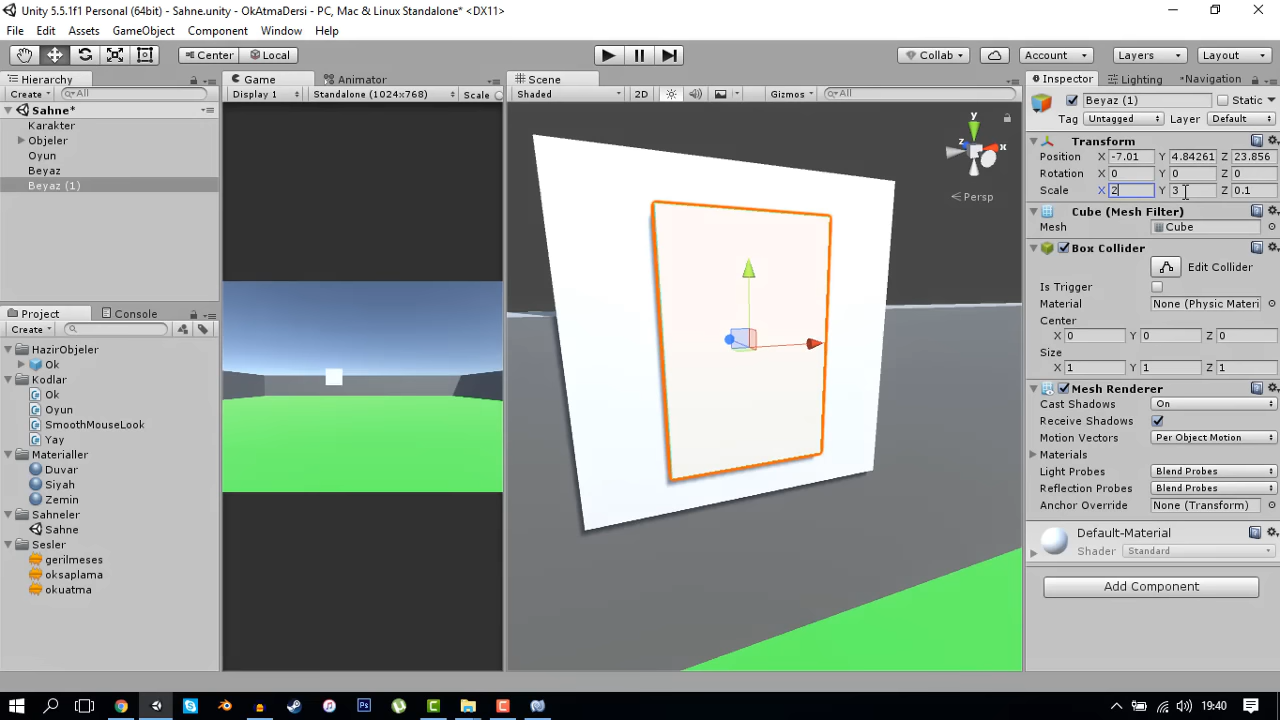 Unity 5.5.1f1 Personal (64bit) - Sahne.unity - OkAtmaDersi - PC, Mac & Linux Standalone* <DX11>
File Edit Assets GameObject Component Window Help
Center Local Collab Account Layers Layout
Hierarchy
Create All
Sahne*
Karakter
Objeler
Oyun
Beyaz
Beyaz (1)
Project Console
Create
HazirObjeler
Ok
Kodlar
Ok
Oyun
SmoothMouseLook
Yay
Materialler
Duvar
Siyah
Zemin
Sahneler
Sahne
Sesler
gerilmeses
oksaplama
okuatma
Game Animator
Display 1 Standalone (1024x768) Scale
Scene
Shaded 2D Gizmos All
y
z x
Persp
Inspector Lighting Navigation
Beyaz (1) Static
Tag Untagged Layer Default
Transform
Position X -7.01 Y 4.84261 Z 23.856
Rotation X 0 Y 0 Z 0
Scale X 2 Y 3 Z 0.1
Cube (Mesh Filter)
Mesh Cube
Box Collider
Edit Collider
Is Trigger
Material None (Physic Materi
Center
X 0 Y 0 Z 0
Size
X 1 Y 1 Z 1
Mesh Renderer
Cast Shadows On
Receive Shadows
Motion Vectors Per Object Motion
Materials
Light Probes Blend Probes
Reflection Probes Blend Probes
Anchor Override None (Transform)
Default-Material
Shader Standard
Add Component
19:40